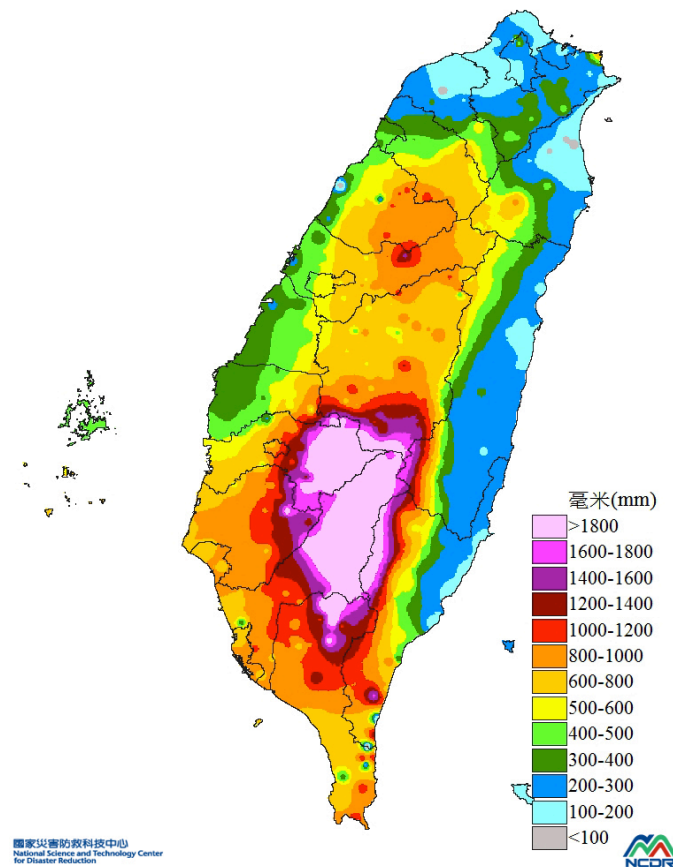 毫米(mm)
>1800
1600-1800
1400-1600
1200-1400
1000-1200
800-1000
600-800
500-600
400-500
300-400
200-300
100-200
<100
國家災害防救科技中心
National Science and Technology Center
for Disaster Reduction
NCDR